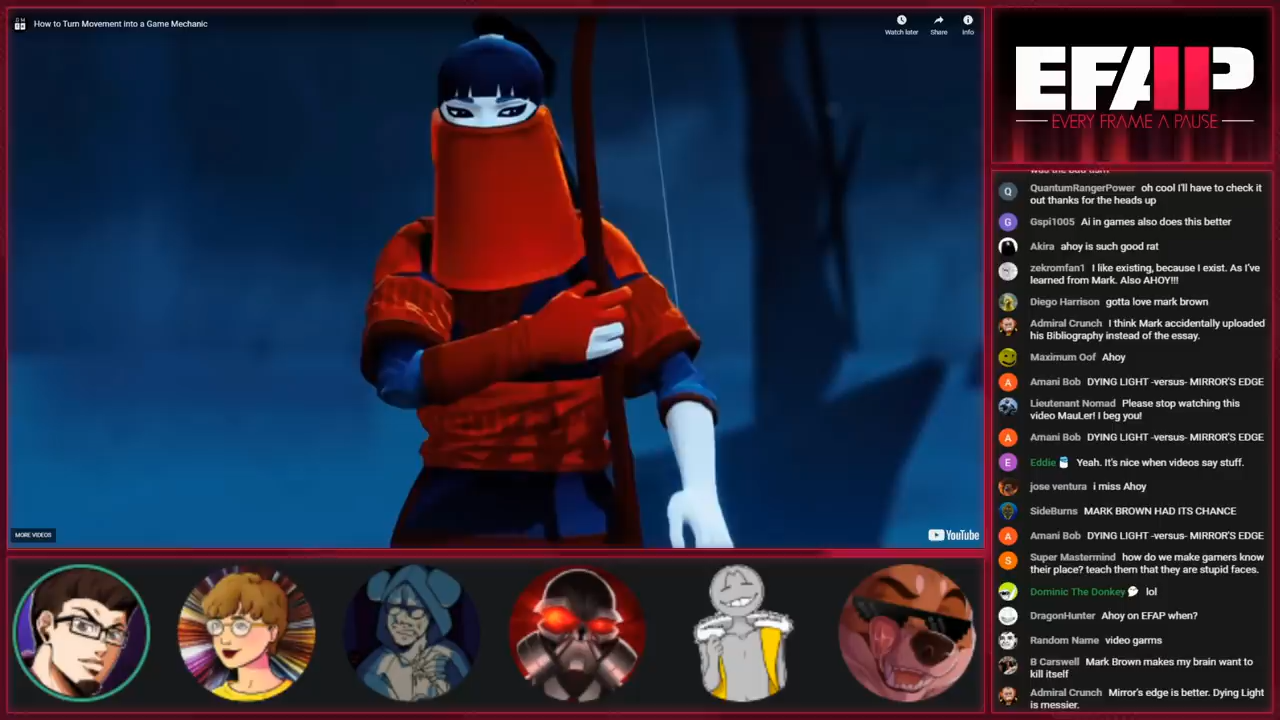 How to Turn Movement into a Game Mechanic
Watch later
Share
Info
MORE VIDEOS
YouTube
EFAP
EVERY FRAME A PAUSE
QuantumRangerPower oh cool I'll have to check it
out thanks for the heads up
Gspi1005 Ai in games also does this better
Akira ahoy is such good rat
zekromfan1 I like existing, because I exist. As I've
learned from Mark. Also AHOY!!!
Diego Harrison gotta love mark brown
Admiral Crunch I think Mark accidentally uploaded
his Bibliography instead of the essay.
Maximum Oof Ahoy
Amani Bob DYING LIGHT -versus- MIRROR'S EDGE
Lieutenant Nomad Please stop watching this
video MauLer! I beg you!
Amani Bob DYING LIGHT -versus- MIRROR'S EDGE
Eddie Yeah. It's nice when videos say stuff.
jose ventura i miss Ahoy
SideBurns MARK BROWN HAD ITS CHANCE
Amani Bob DYING LIGHT -versus- MIRROR'S EDGE
Super Mastermind how do we make gamers know
their place? teach them that they are stupid faces.
Dominic The Donkey lol
DragonHunter Ahoy on EFAP when?
Random Name video garms
B Carswell Mark Brown makes my brain want to
kill itself
Admiral Crunch Mirror's edge is better. Dying Light
is messier.